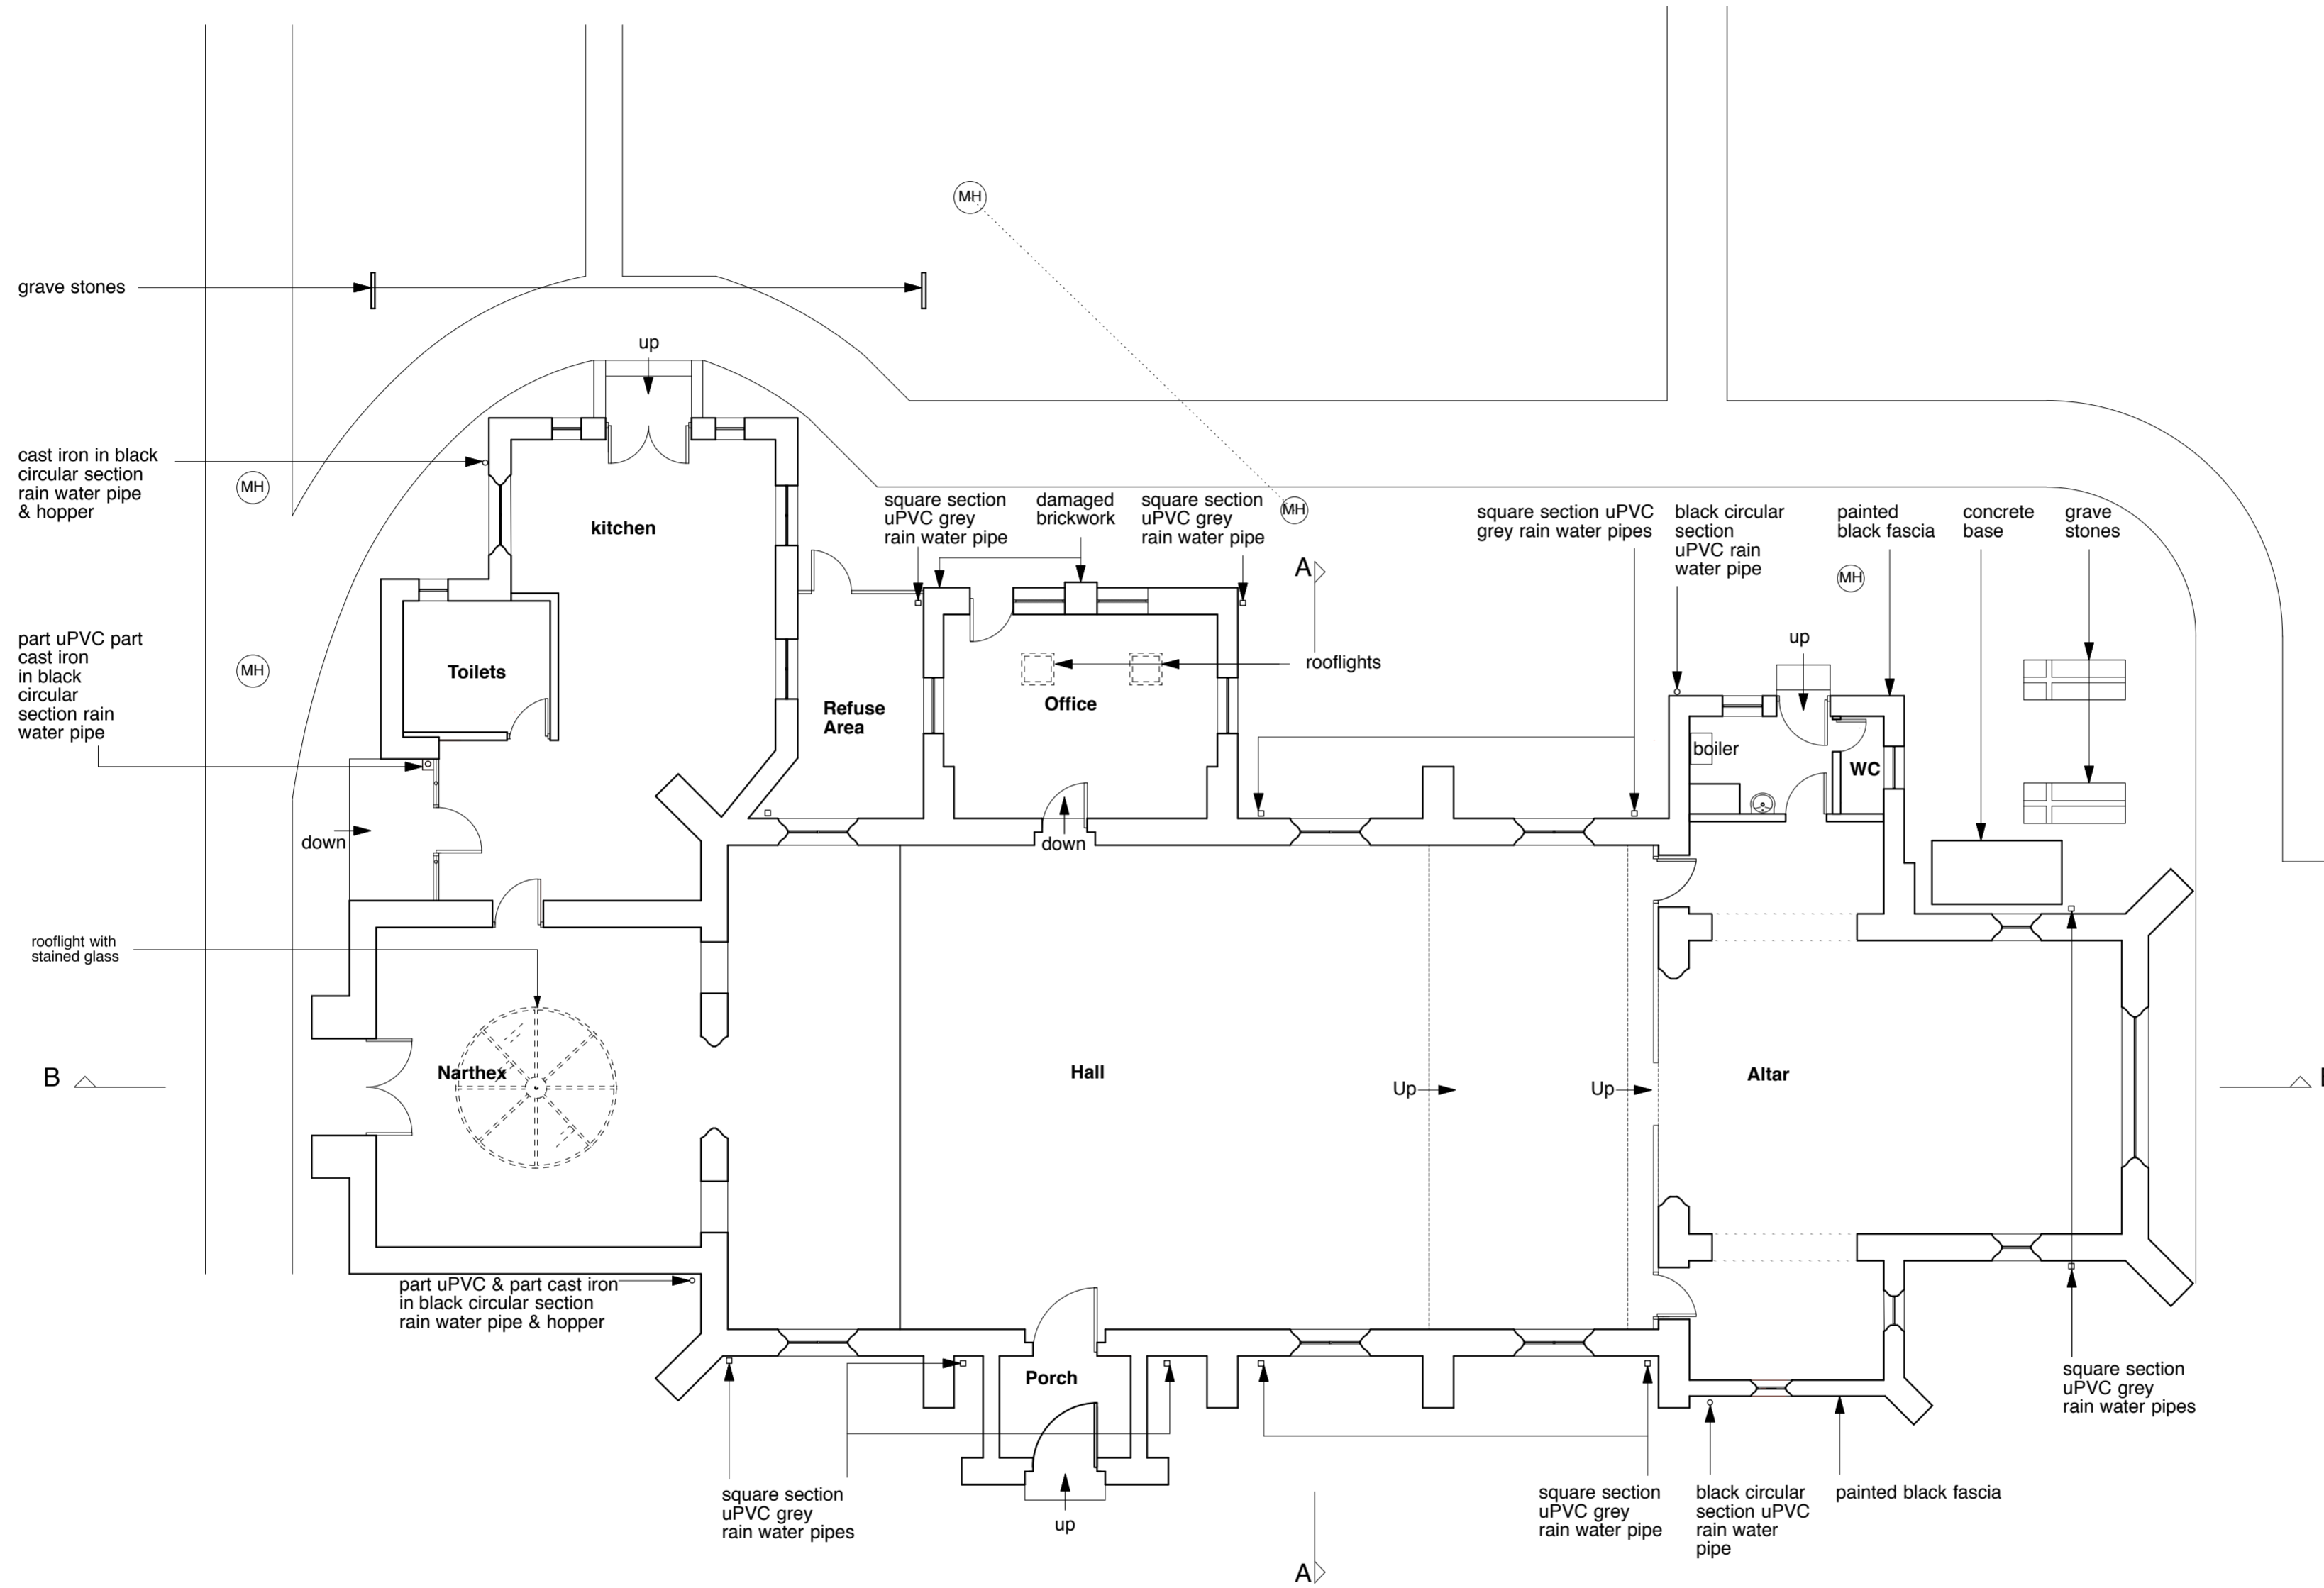 MH
grave stones
up
cast iron in black
circular section
rain water pipe
& hopper
MH
kitchen
square section
uPVC grey
rain water pipe
damaged
brickwork
square section
uPVC grey
rain water pipe
MH
square section uPVC
grey rain water pipes
black circular
section
uPVC rain
water pipe
painted
black fascia
concrete
base
grave
stones
A
MH
part uPVC part
cast iron
in black
circular
section rain
water pipe
MH
Toilets
rooflights
up
Refuse
Area
Office
boiler
WC
down
down
rooflight with
stained glass
B
Narthex
Hall
Up
Up
Altar
part uPVC & part cast iron
in black circular section
rain water pipe & hopper
Porch
square section
uPVC grey
rain water pipes
square section
uPVC grey
rain water pipes
up
square section
uPVC grey
rain water pipe
black circular
section uPVC
rain water
pipe
painted black fascia
A